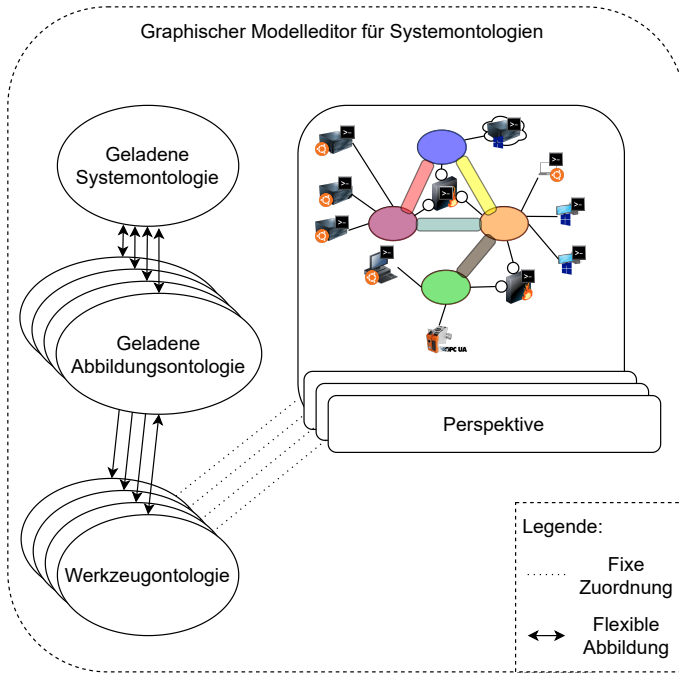 Graphischer Modelleditor für Systemontologien
Geladene
Systemontologie
Geladene
Abbildungsontologie
Werkzeugontologie
OPC UA
Perspektive
Legende:
Fixe
Zuordnung
Flexible
Abbildung